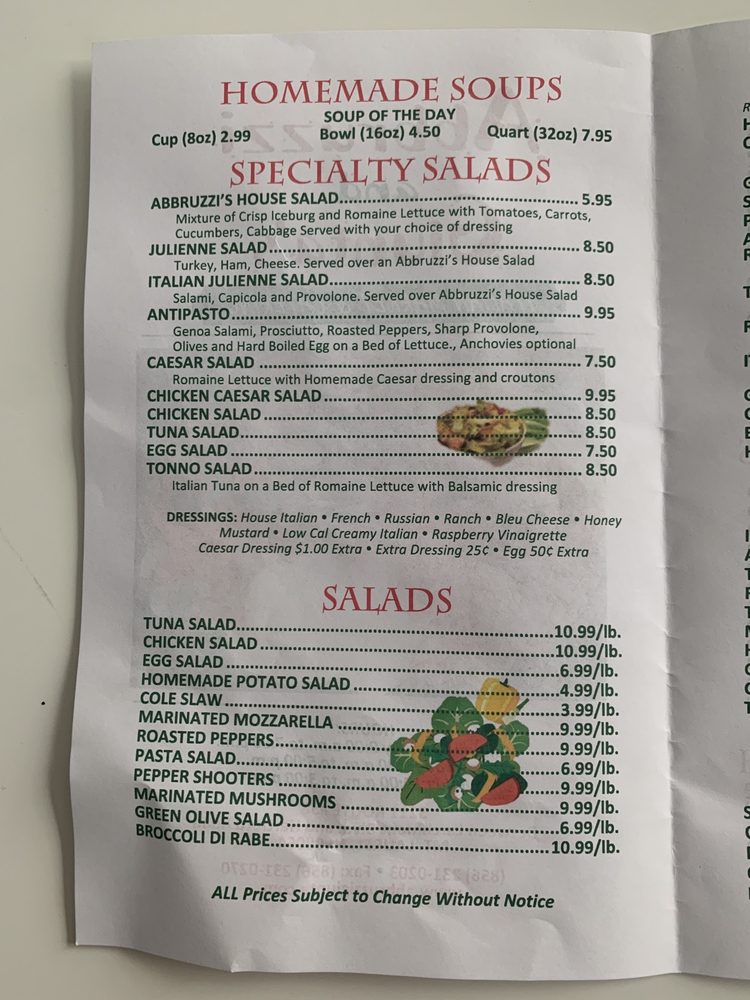 HOMEMADE SOUPS
SOUP OF THE DAY
Cup (8oz) 2.99 Bowl (16oz) 4.50 Quart (32oz) 7.95
SPECIALTY SALADS
ABBRUZZI'S HOUSE SALAD 5.95
Mixture of Crisp Iceburg and Romaine Lettuce with Tomatoes, Carrots,
Cucumbers, Cabbage Served with your choice of dressing
JULIENNE SALAD 8.50
Turkey, Ham, Cheese. Served over an Abbruzzi's House Salad
ITALIAN JULIENNE SALAD 8.50
Salami, Capicola and Provolone. Served over Abbruzzi's House Salad
ANTIPASTO 9.95
Genoa Salami, Prosciutto, Roasted Peppers, Sharp Provolone,
Olives and Hard Boiled Egg on a Bed of Lettuce., Anchovies optional
CAESAR SALAD 7.50
Romaine Lettuce with Homemade Caesar dressing and croutons
CHICKEN CAESAR SALAD 9.95
CHICKEN SALAD 8.50
TUNA SALAD 8.50
EGG SALAD 7.50
TONNO SALAD 8.50
Italian Tuna on a Bed of Romaine Lettuce with Balsamic dressing
DRESSINGS: House Italian • French • Russian • Ranch • Bleu Cheese • Honey
Mustard • Low Cal Creamy Italian • Raspberry Vinaigrette
Caesar Dressing $1.00 Extra • Extra Dressing 25¢ • Egg 50¢ Extra
SALADS
TUNA SALAD 10.99/lb.
CHICKEN SALAD 10.99/lb.
EGG SALAD 6.99/lb.
HOMEMADE POTATO SALAD 4.99/lb.
COLE SLAW 3.99/lb.
MARINATED MOZZARELLA 9.99/lb.
ROASTED PEPPERS 9.99/lb.
PASTA SALAD 6.99/lb.
PEPPER SHOOTERS 9.99/lb.
MARINATED MUSHROOMS 9.99/lb.
GREEN OLIVE SALAD 6.99/lb.
BROCCOLI DI RABE 10.99/lb.
(856) 231-0203 • Fax: (856) 231-0270
ALL Prices Subject to Change Without Notice